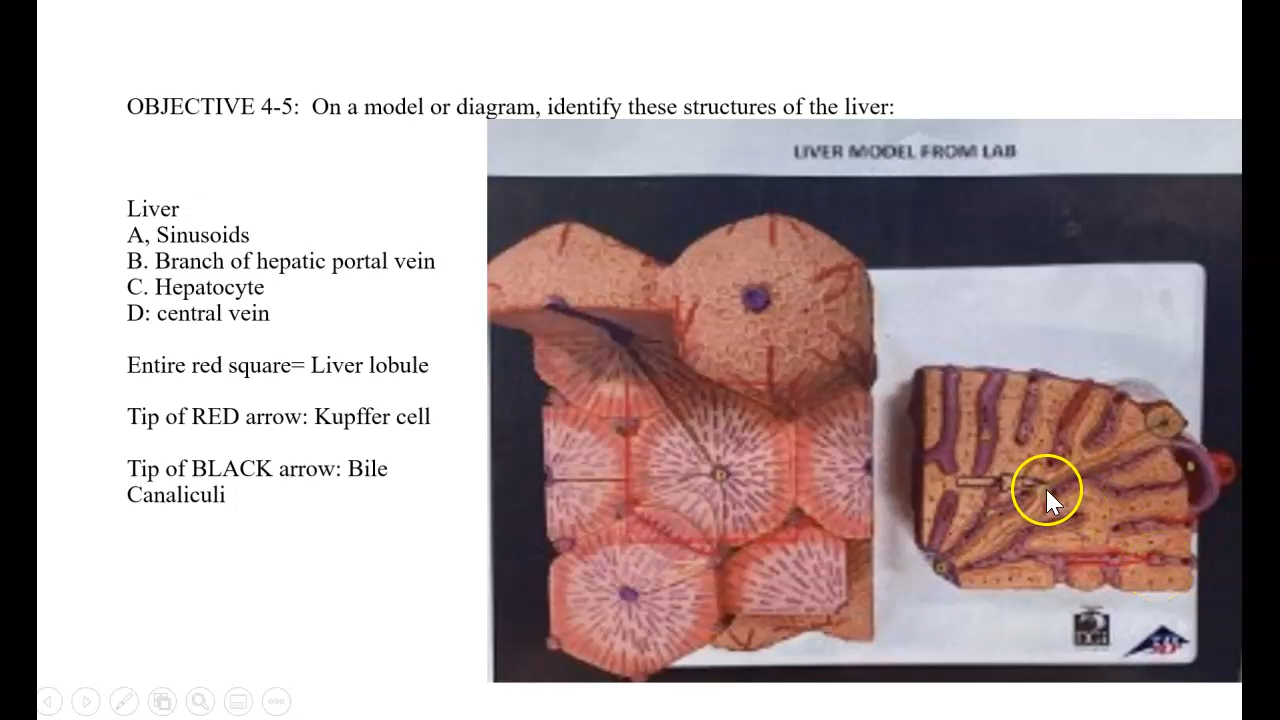 OBJECTIVE 4-5:  On a model or diagram, identify these structures of the liver:
LIVER MODEL FROM LAB
Liver
A, Sinusoids
B. Branch of hepatic portal vein
C. Hepatocyte
D: central vein
Entire red square= Liver lobule
Tip of RED arrow: Kupffer cell
Tip of BLACK arrow: Bile
Canaliculi